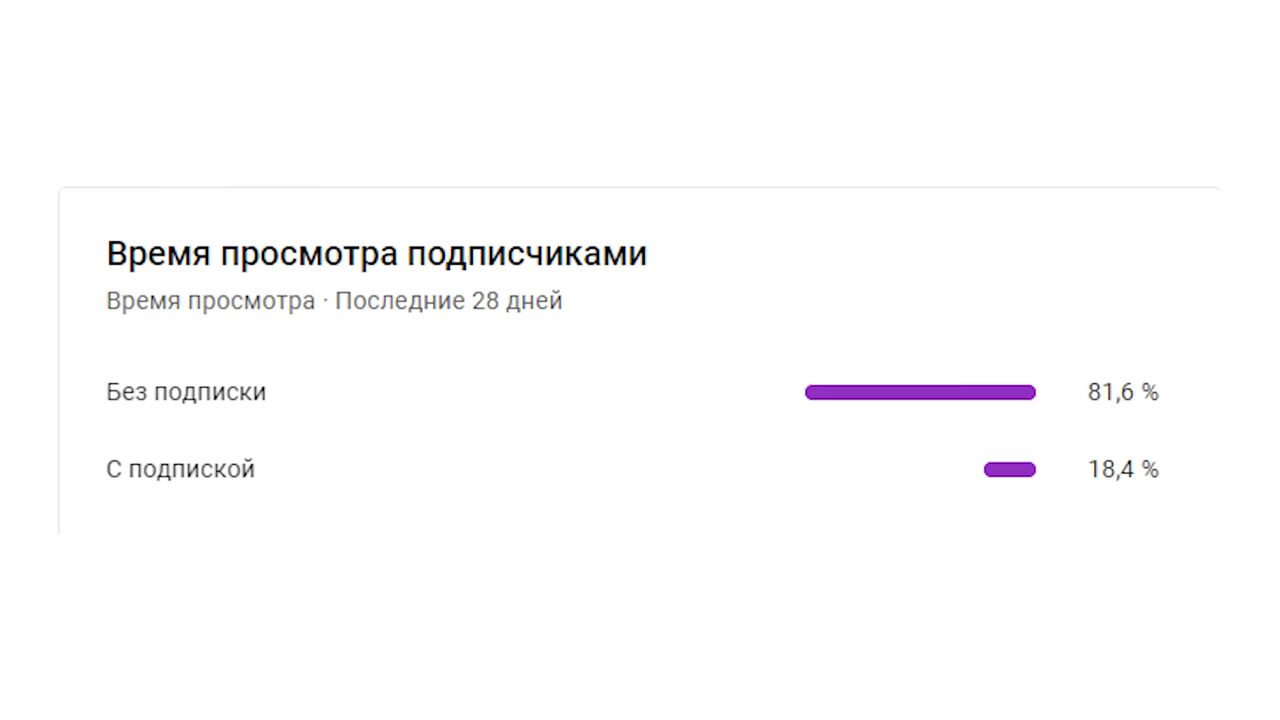 Время просмотра подписчиками
Время просмотра · Последние 28 дней
Без подписки 81,6 %
С подпиской 18,4 %